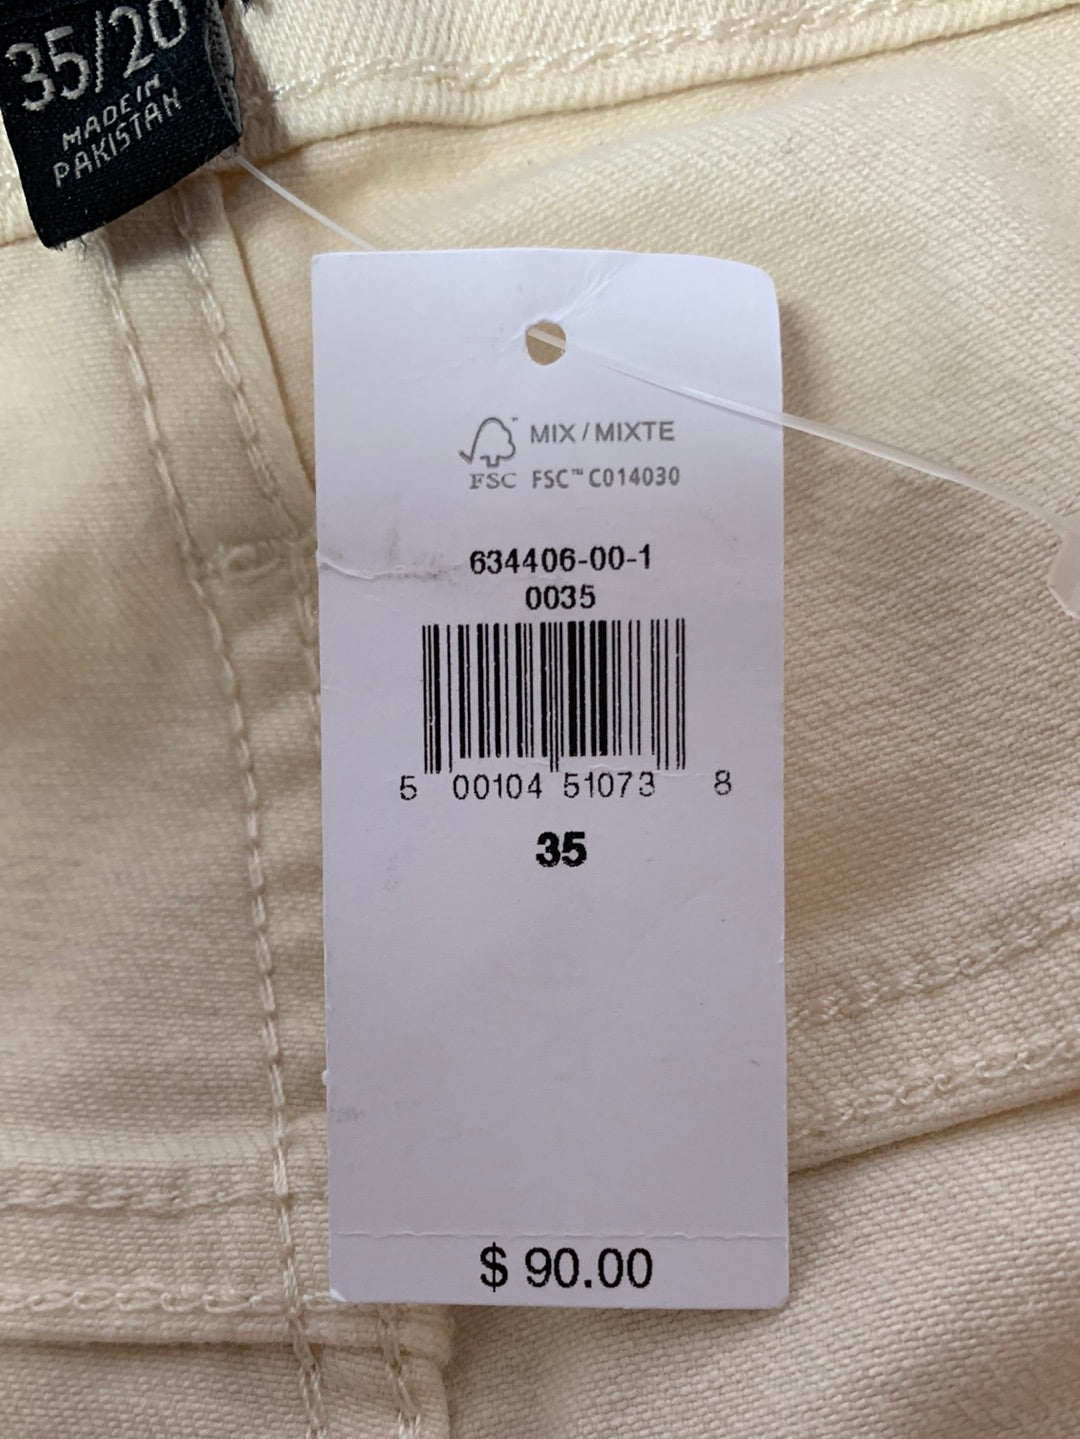 35/20
MADE IN
PAKISTAN
MIX / MIXTE
FSC FSC™ C014030
634406-00-1
0035
5 00104 51073 8
35
$ 90.00